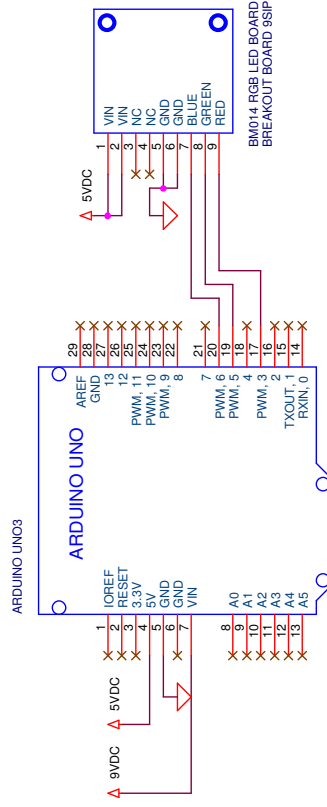 BM014 RGB LED BOARD
BREAKOUT BOARD 9SIP
5VDC
1 VIN
2 VIN
3 NC
4 NC
5 GND
6 GND
7 BLUE
8 GREEN
9 RED
ARDUINO UNO3
ARDUINO UNO
29 AREF
28 GND
27 13
26 12
25 PWM, 11
24 PWM, 10
23 PWM, 9
22 8
21 7
20 PWM, 6
19 PWM, 5
18 4
17 PWM, 3
16 2
15 TXOUT, 1
14 RXIN, 0
1 IOREF
2 RESET
3 3.3V
4 5V
5 GND
6 GND
7 VIN
8 A0
9 A1
10 A2
11 A3
12 A4
13 A5
5VDC
9VDC